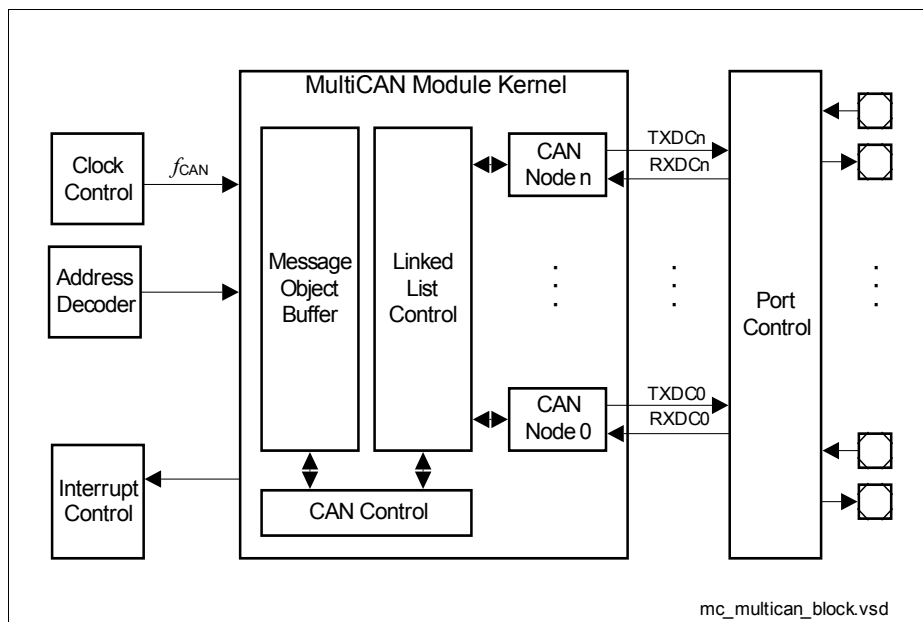 MultiCAN Module Kernel
Clock
Control
fCAN
Address
Decoder
Interrupt
Control
Message
Object
Buffer
Linked
List
Control
CAN Control
CAN
Node n
TXDCn
RXDCn
CAN
Node 0
TXDC0
RXDC0
Port
Control
mc_multican_block.vsd